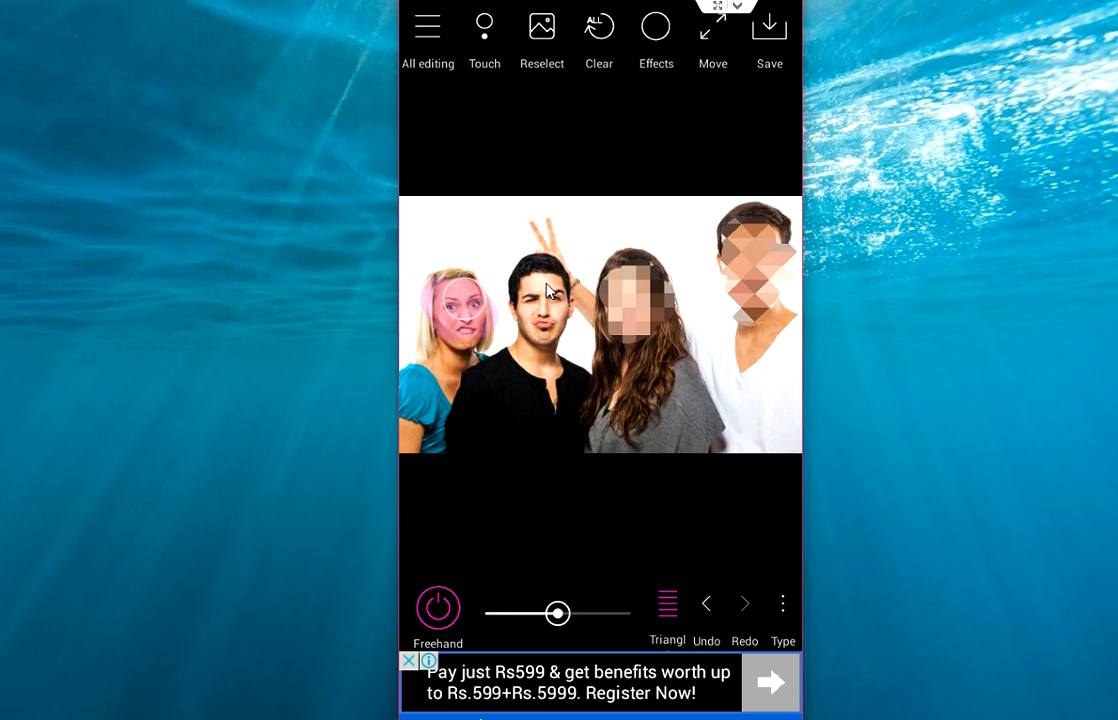 All editing Touch Reselect Clear Effects Move Save
ALL
Freehand
Triangl Undo Redo Type
Pay just Rs599 & get benefits worth up
to Rs.599+Rs.5999. Register Now!